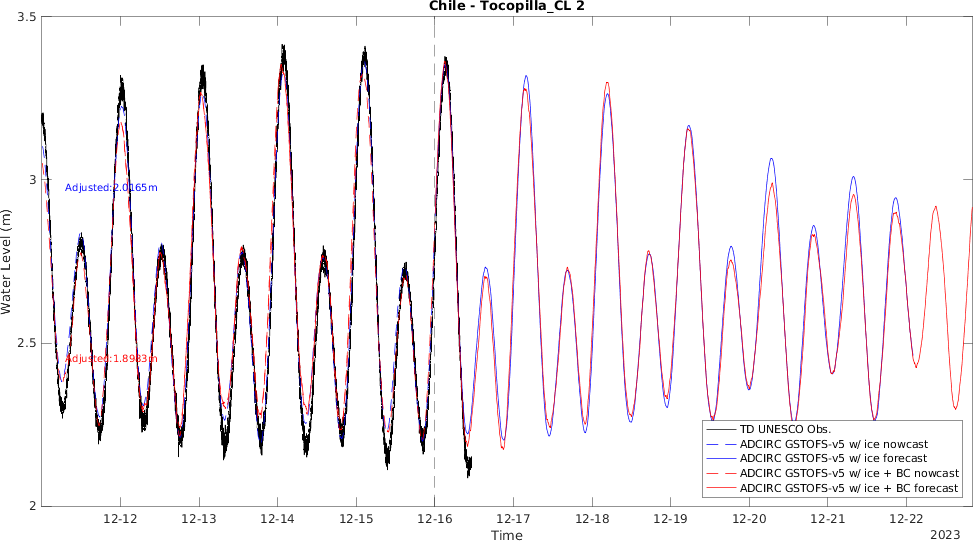 Chile - Tocopilla_CL 2
3.5
3
2.5
2
Water Level (m)
Adjusted:2.0165m
Adjusted:1.8983m
TD UNESCO Obs.
ADCIRC GSTOFS-v5 w/ ice nowcast
ADCIRC GSTOFS-v5 w/ ice forecast
ADCIRC GSTOFS-v5 w/ ice + BC nowcast
ADCIRC GSTOFS-v5 w/ ice + BC forecast
12-12 12-13 12-14 12-15 12-16 12-17 12-18 12-19 12-20 12-21 12-22
Time
2023